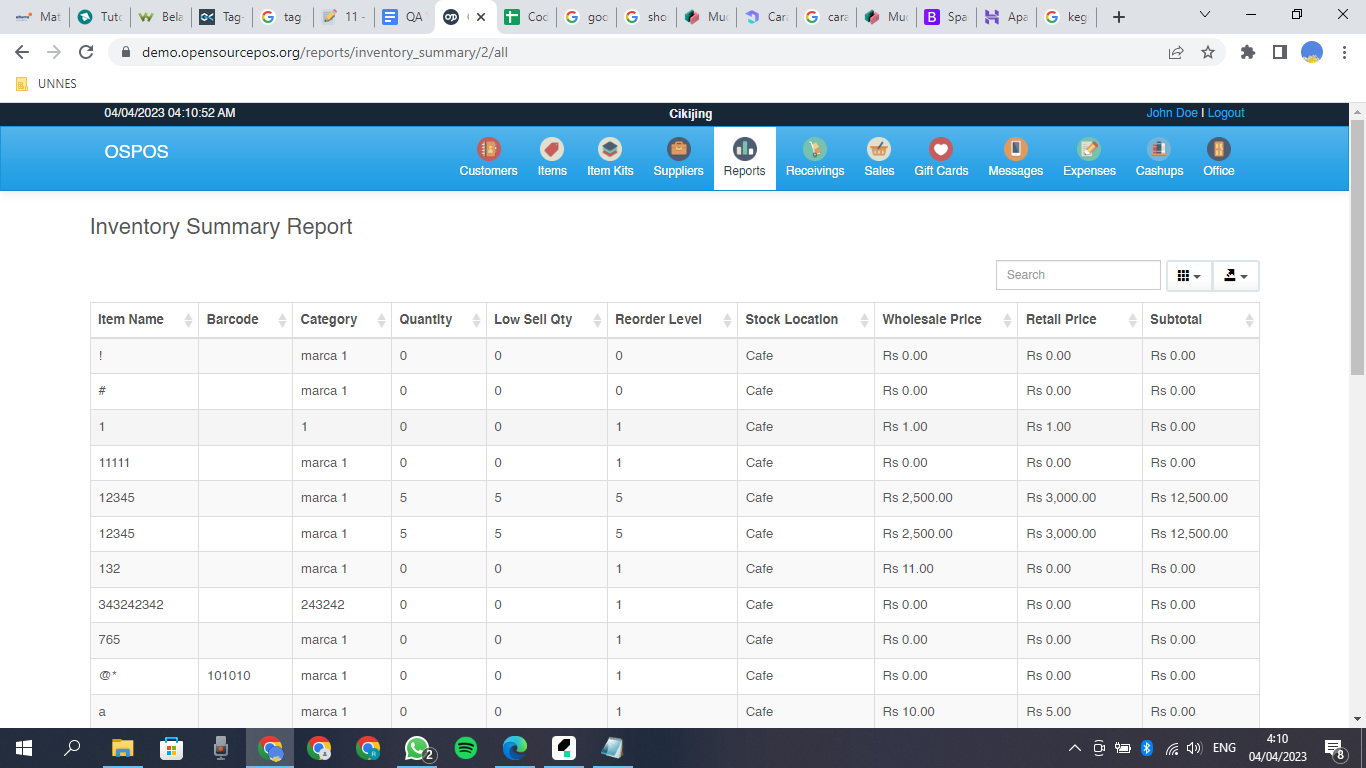 Mat
Tuto
Bela
Tag-
tag
11 -
QA
Cod
goo
sho
Muc
Cara
cara
Muc
Spa
Apa
keg
demo.opensourcepos.org/reports/inventory_summary/2/all
UNNES
04/04/2023 04:10:52 AM Cikijing John Doe | Logout
OSPOS Customers Items Item Kits Suppliers Reports Receivings Sales Gift Cards Messages Expenses Cashups Office
Inventory Summary Report
Search
Item Name Barcode Category Quantity Low Sell Qty Reorder Level Stock Location Wholesale Price Retail Price Subtotal
! marca 1 0 0 0 Cafe Rs 0.00 Rs 0.00 Rs 0.00
# marca 1 0 0 0 Cafe Rs 0.00 Rs 0.00 Rs 0.00
1 1 0 0 1 Cafe Rs 1.00 Rs 1.00 Rs 0.00
11111 marca 1 0 0 1 Cafe Rs 0.00 Rs 0.00 Rs 0.00
12345 marca 1 5 5 5 Cafe Rs 2,500.00 Rs 3,000.00 Rs 12,500.00
12345 marca 1 5 5 5 Cafe Rs 2,500.00 Rs 3,000.00 Rs 12,500.00
132 marca 1 0 0 1 Cafe Rs 11.00 Rs 0.00 Rs 0.00
343242342 243242 0 0 1 Cafe Rs 0.00 Rs 0.00 Rs 0.00
765 marca 1 0 0 1 Cafe Rs 0.00 Rs 0.00 Rs 0.00
@* 101010 marca 1 0 0 1 Cafe Rs 0.00 Rs 0.00 Rs 0.00
a marca 1 0 0 1 Cafe Rs 10.00 Rs 5.00 Rs 0.00
2
ENG
4:10
04/04/2023
8